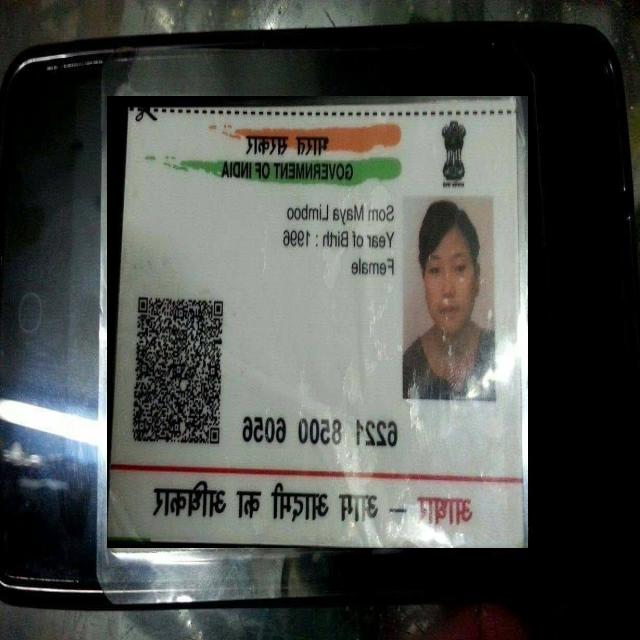 भारत सरकार
GOVERNMENT OF INDIA
Som Maya Limboo
Year of Birth : 1996
Female
6221 8500 6056
आधार – आम आदमी का अधिकार